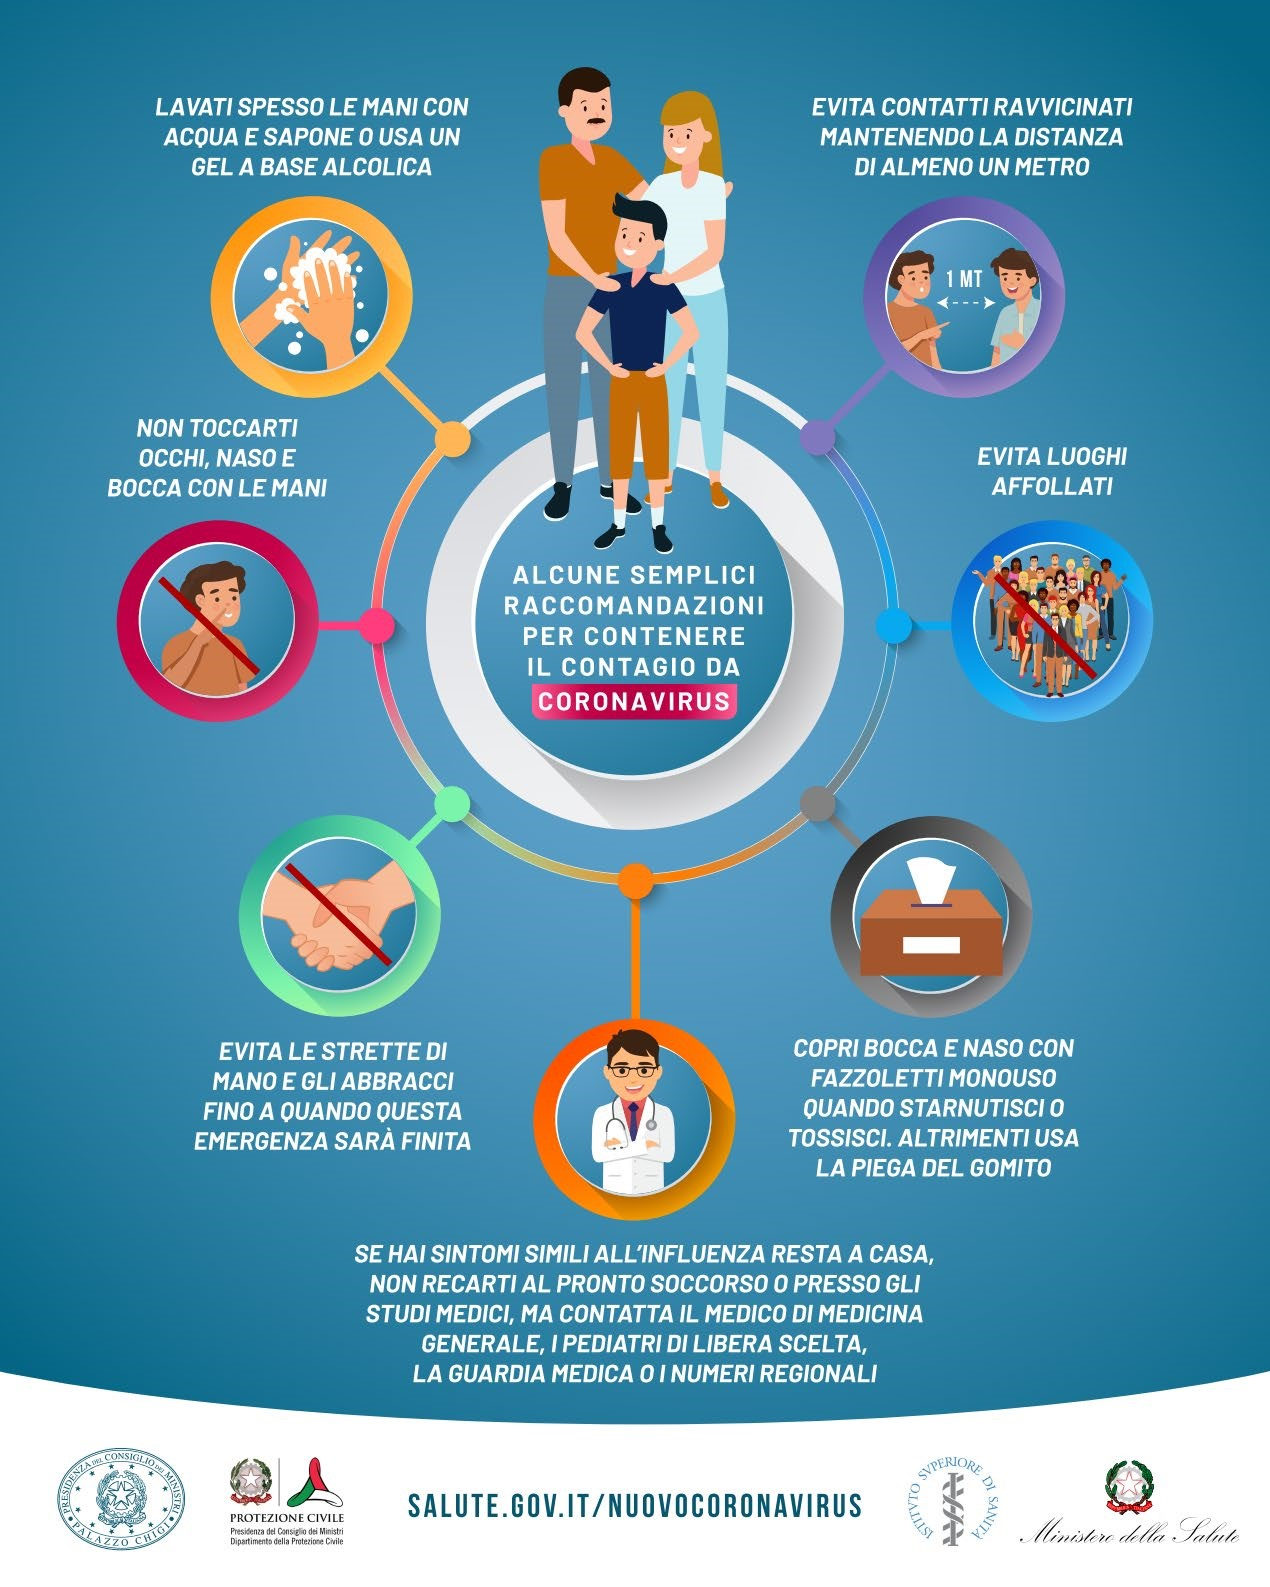 LAVATI SPESSO LE MANI CON
ACQUA E SAPONE O USA UN
GEL A BASE ALCOLICA
EVITA CONTATTI RAVVICINATI
MANTENENDO LA DISTANZA
DI ALMENO UN METRO
1 MT
NON TOCCARTI
OCCHI, NASO E
BOCCA CON LE MANI
EVITA LUOGHI
AFFOLLATI
ALCUNE SEMPLICI
RACCOMANDAZIONI
PER CONTENERE
IL CONTAGIO DA
CORONAVIRUS
EVITA LE STRETTE DI
MANO E GLI ABBRACCI
FINO A QUANDO QUESTA
EMERGENZA SARÀ FINITA
COPRI BOCCA E NASO CON
FAZZOLETTI MONOUSO
QUANDO STARNUTISCI O
TOSSISCI. ALTRIMENTI USA
LA PIEGA DEL GOMITO
SE HAI SINTOMI SIMILI ALL'INFLUENZA RESTA A CASA,
NON RECARTI AL PRONTO SOCCORSO O PRESSO GLI
STUDI MEDICI, MA CONTATTA IL MEDICO DI MEDICINA
GENERALE, I PEDIATRI DI LIBERA SCELTA,
LA GUARDIA MEDICA O I NUMERI REGIONALI
PRESIDENZA DEL CONSIGLIO DEI MINISTRI
PALAZZO CHIGI
PROTEZIONE CIVILE
Presidenza del Consiglio dei Ministri
Dipartimento della Protezione Civile
SALUTE.GOV.IT/NUOVOCORONAVIRUS
ISTITVTO SVPERIORE DI SANITÀ
Ministero della Salute